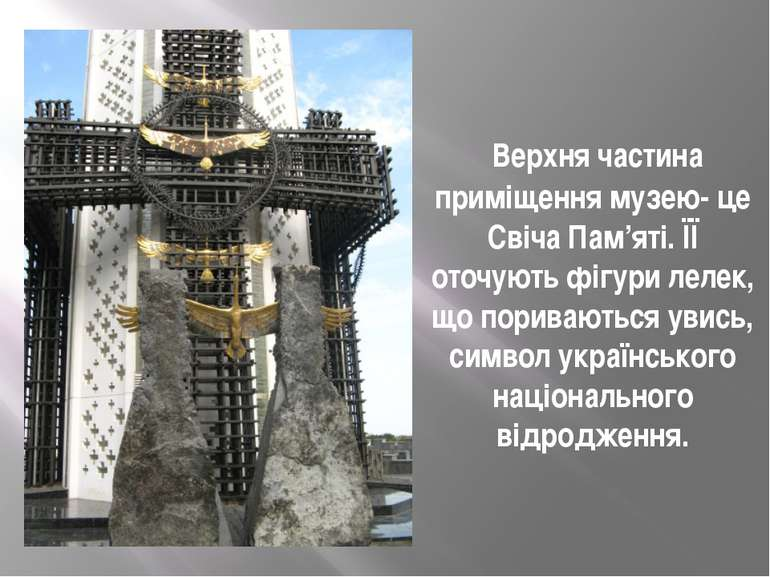 Верхня частина
приміщення музею- це
Свіча Пам’яті. ЇЇ
оточують фігури лелек,
що пориваються увись,
символ українського
національного
відродження.